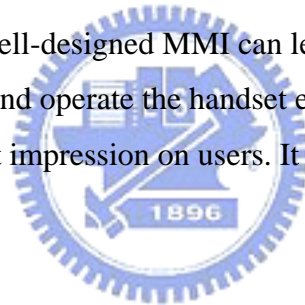 ell-designed MMI can le
nd operate the handset e
impression on users. It
1896